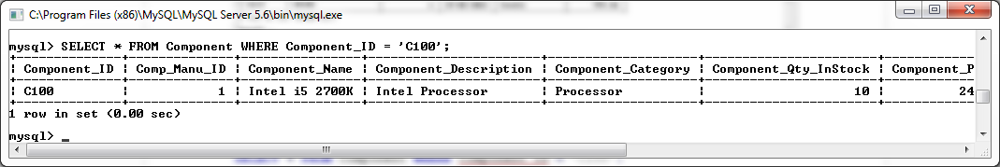 C:\Program Files (x86)\MySQL\MySQL Server 5.6\bin\mysql.exe
mysql> SELECT * FROM Component WHERE Component_ID = 'C100';
Component_ID ¦ Comp_Manu_ID ¦ Component_Name ¦ Component_Description ¦ Component_Category ¦ Component_Qty_InStock ¦ Component_P
C100 ¦ 1 ¦ Intel i5 2700K ¦ Intel Processor ¦ Processor ¦ 10 ¦ 24
1 row in set (0.00 sec)
mysql> _